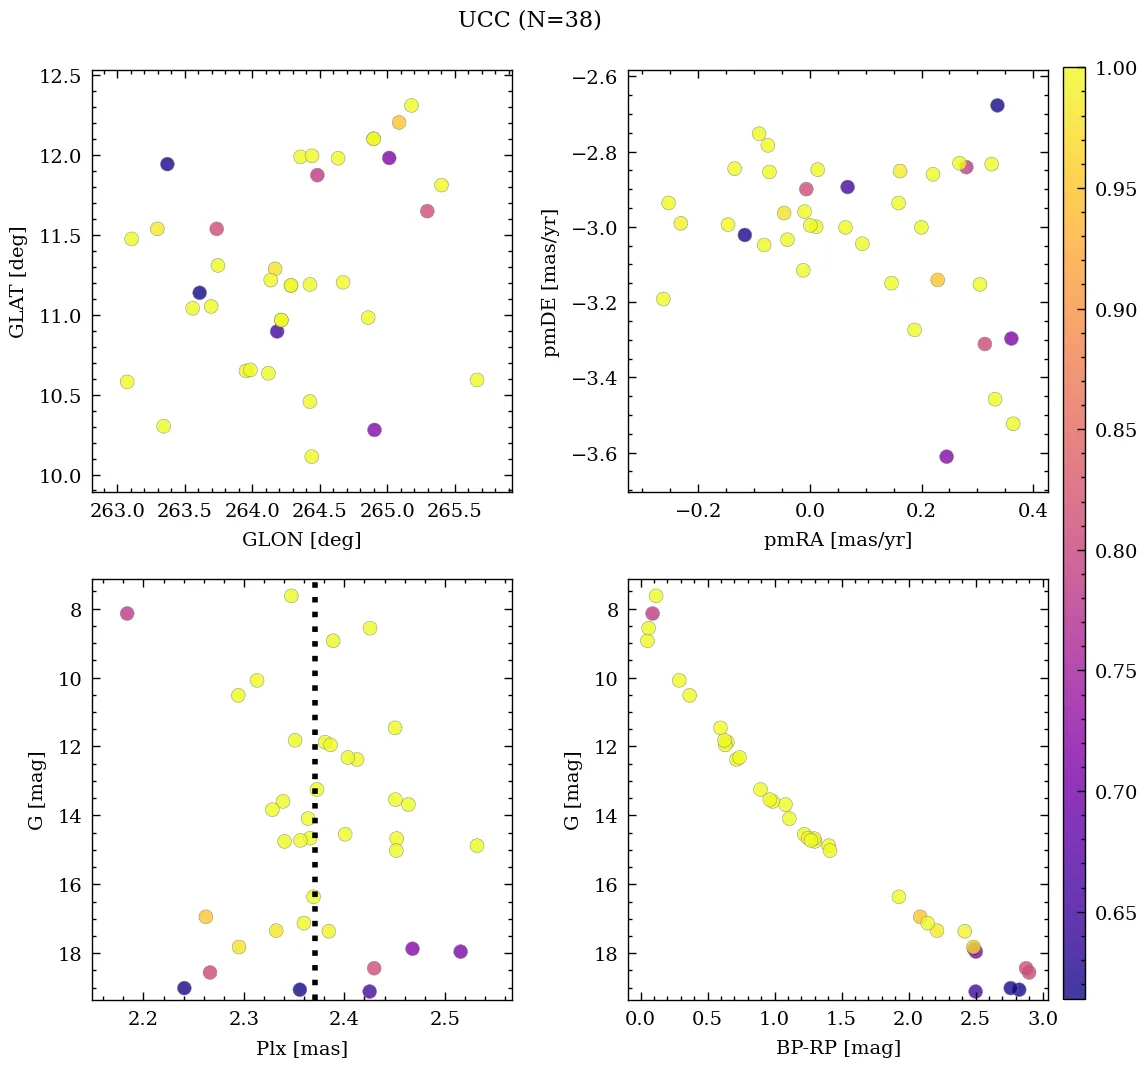 UCC (N=38)
12.5
12.0
11.5
11.0
10.5
10.0
GLAT [deg]
263.0 263.5 264.0 264.5 265.0 265.5
GLON [deg]
−2.6
−2.8
−3.0
−3.2
−3.4
−3.6
pmDE [mas/yr]
−0.2 0.0 0.2 0.4
pmRA [mas/yr]
8
10
12
14
16
18
G [mag]
2.2 2.3 2.4 2.5
Plx [mas]
8
10
12
14
16
18
G [mag]
0.0 0.5 1.0 1.5 2.0 2.5 3.0
BP-RP [mag]
1.00
0.95
0.90
0.85
0.80
0.75
0.70
0.65